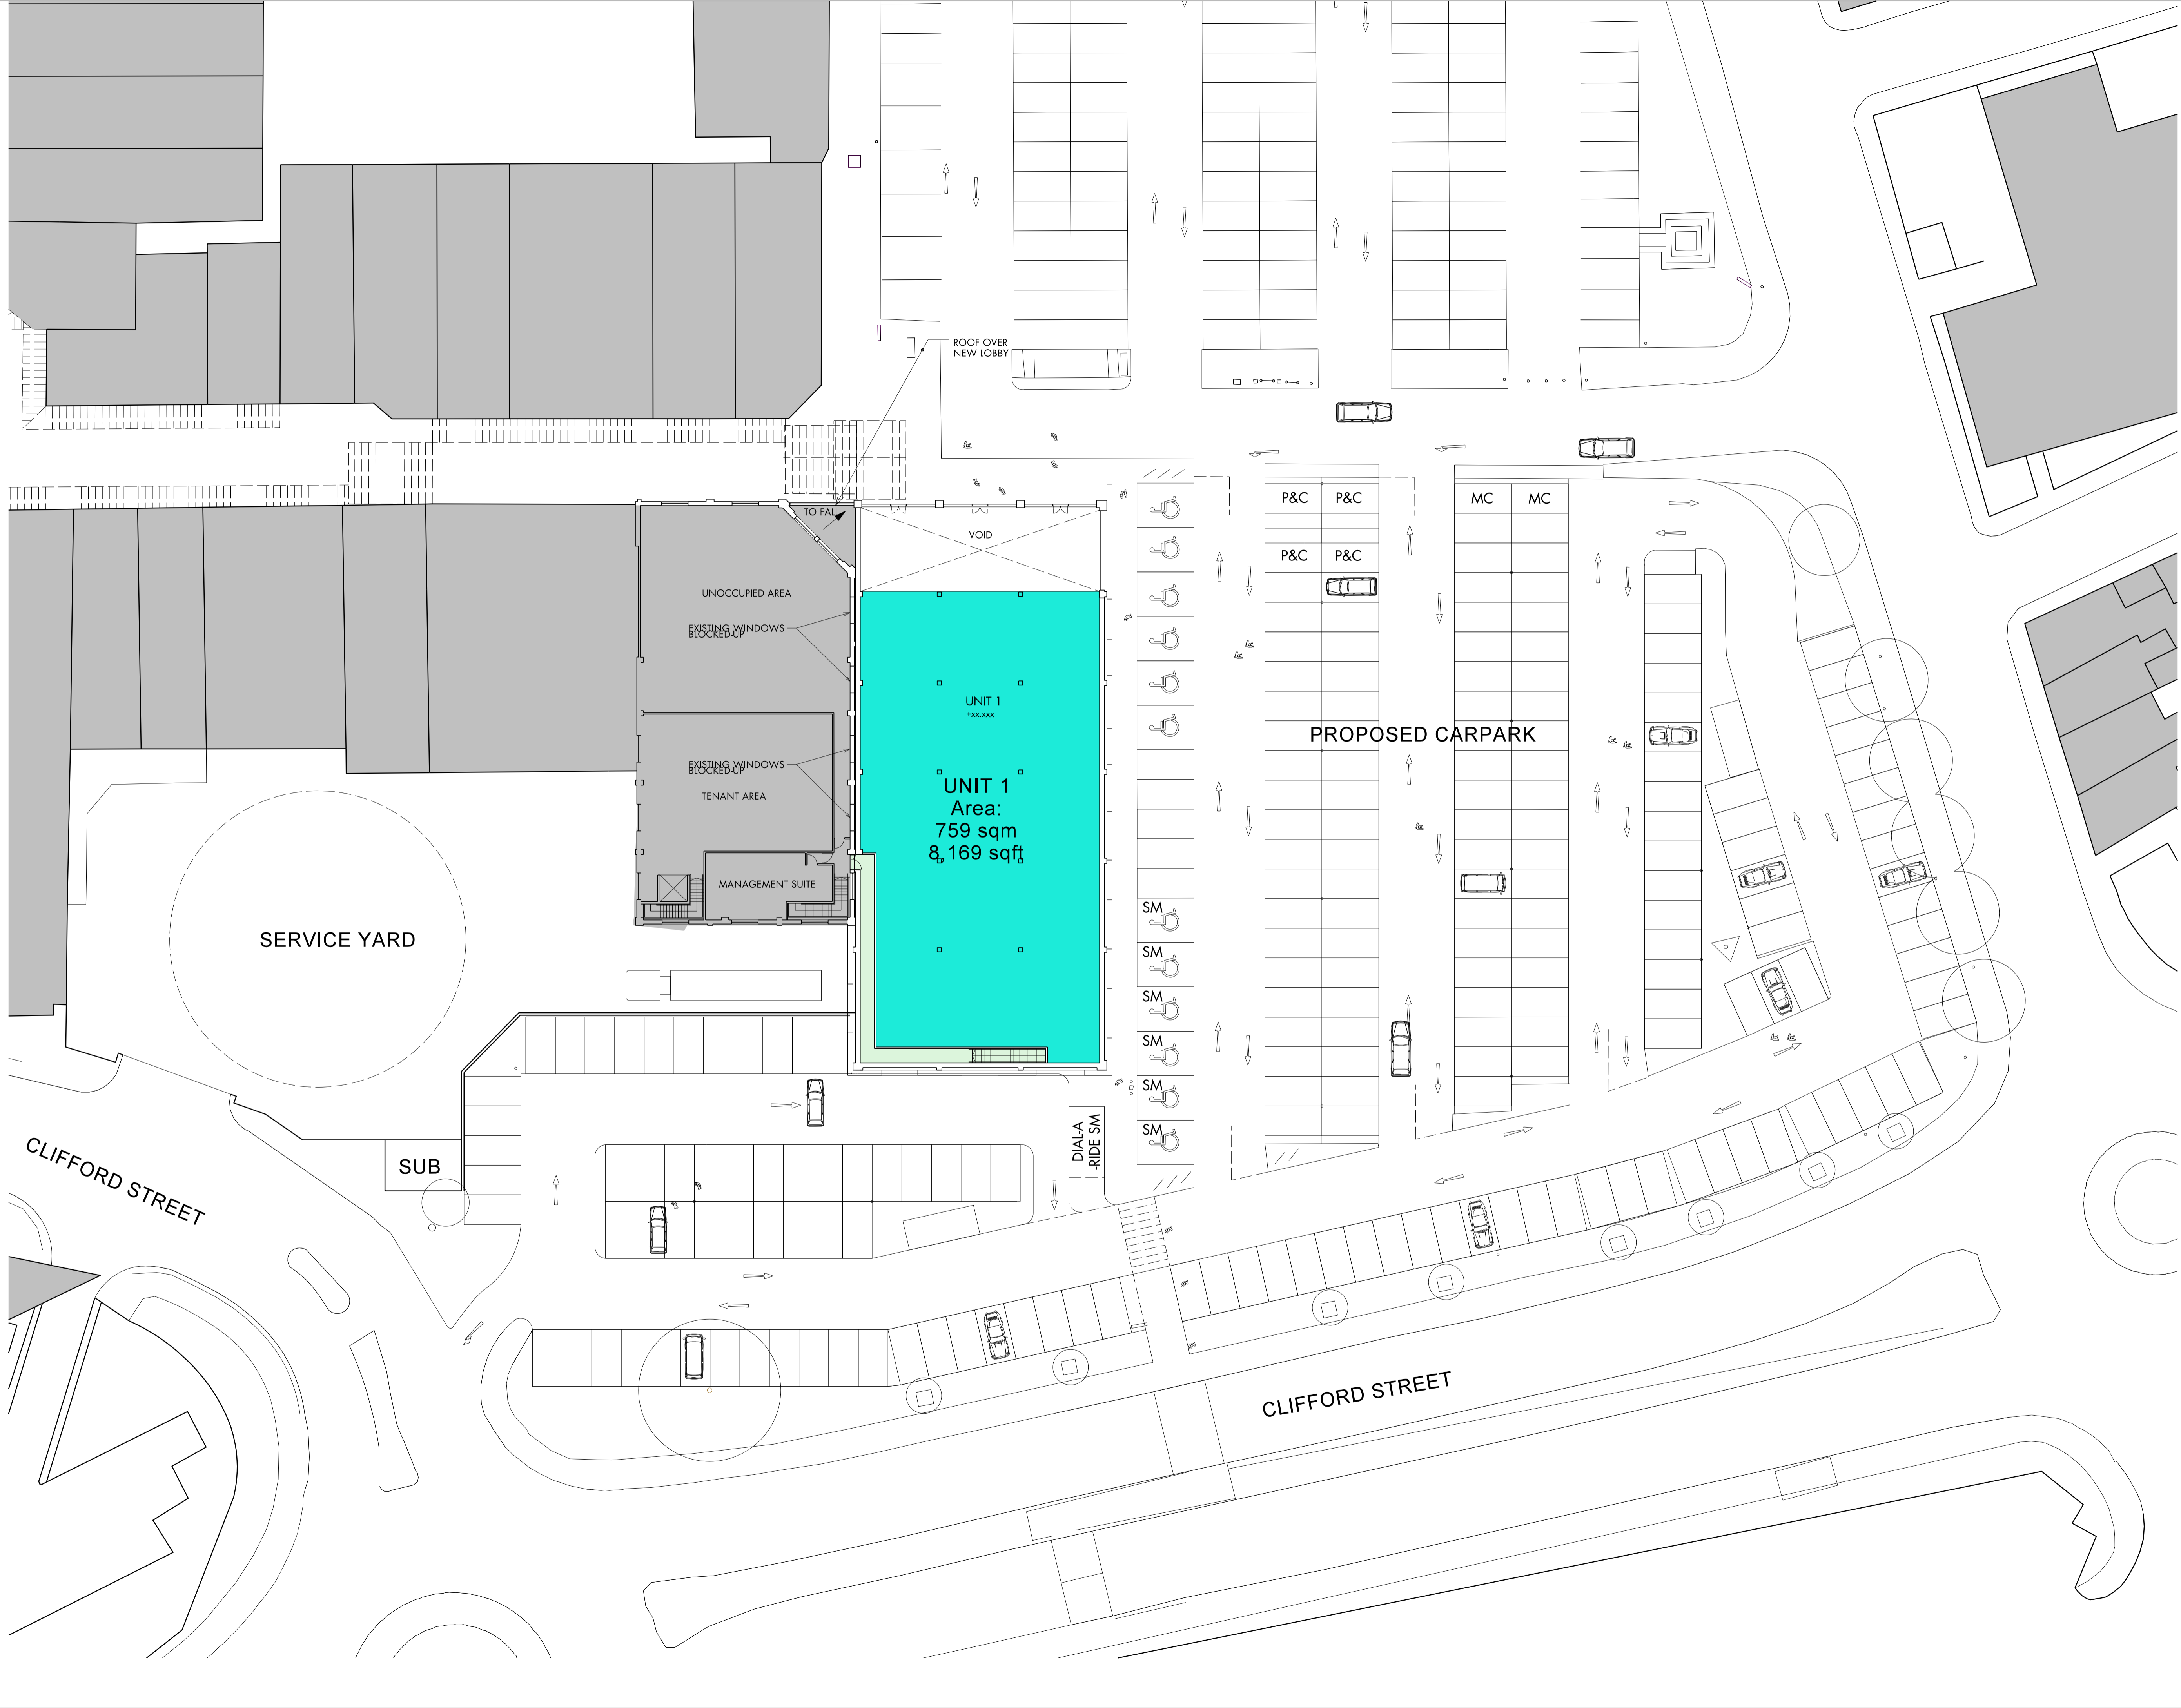 ROOF OVER
NEW LOBBY
TO FALL
VOID
P&C
P&C
MC
MC
P&C
P&C
UNOCCUPIED AREA
EXISTING WINDOWS
BLOCKED-UP
UNIT 1
+xx.xxx
PROPOSED CARPARK
EXISTING WINDOWS
BLOCKED-UP
TENANT AREA
UNIT 1
Area:
759 sqm
8,169 sqft
MANAGEMENT SUITE
SERVICE YARD
SM
SM
SM
SM
SM
SM
DIAL-A
-RIDE SM
SUB
CLIFFORD STREET
CLIFFORD STREET